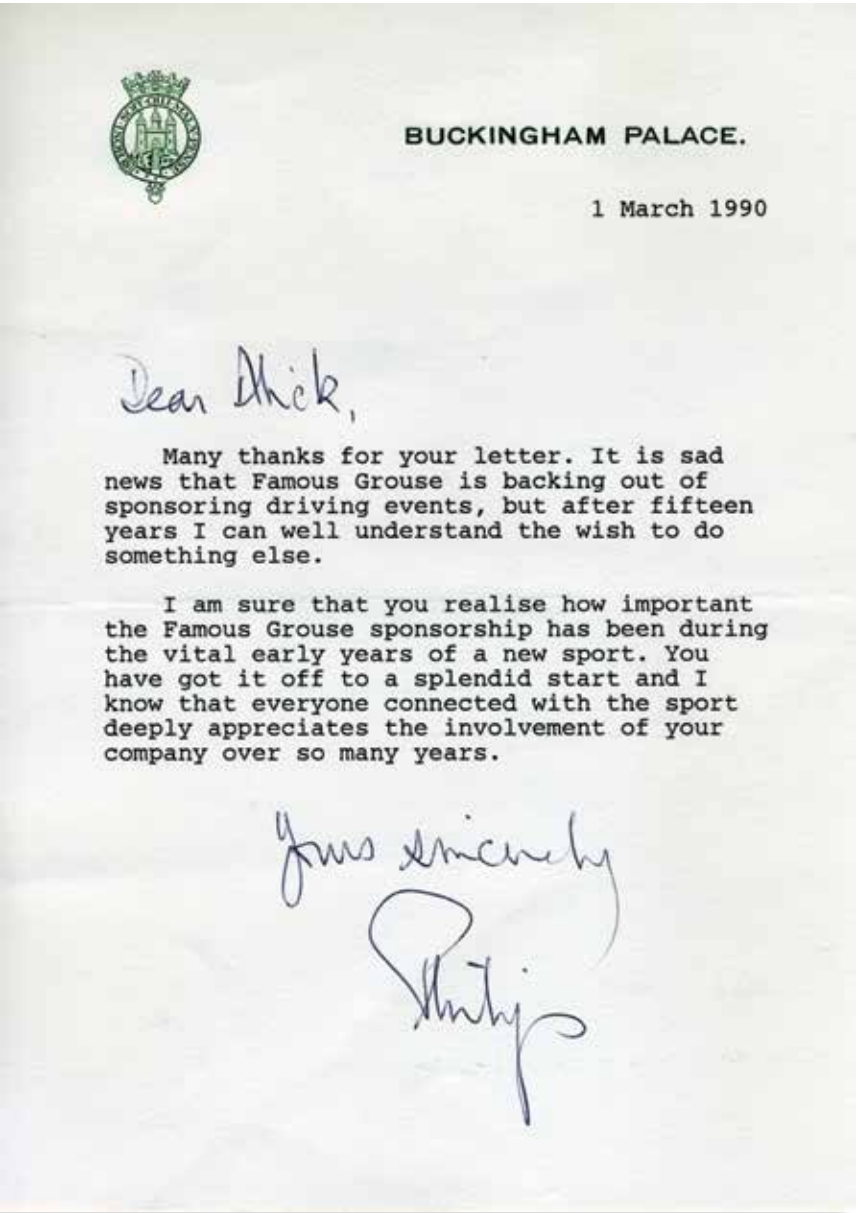 BUCKINGHAM PALACE.
1 March 1990
Dear
Many thanks for your letter. It is sad
news that Famous Grouse is backing out of
sponsoring driving events, but after fifteen
years I can well understand the wish to do
something else.
I am sure that you realise how important
the Famous Grouse sponsorship has been during
the vital early years of a new sport. You
have got it off to a splendid start and I
know that everyone connected with the sport
deeply appreciates the involvement of your
company over so many years.
Yours sincerely
Philip